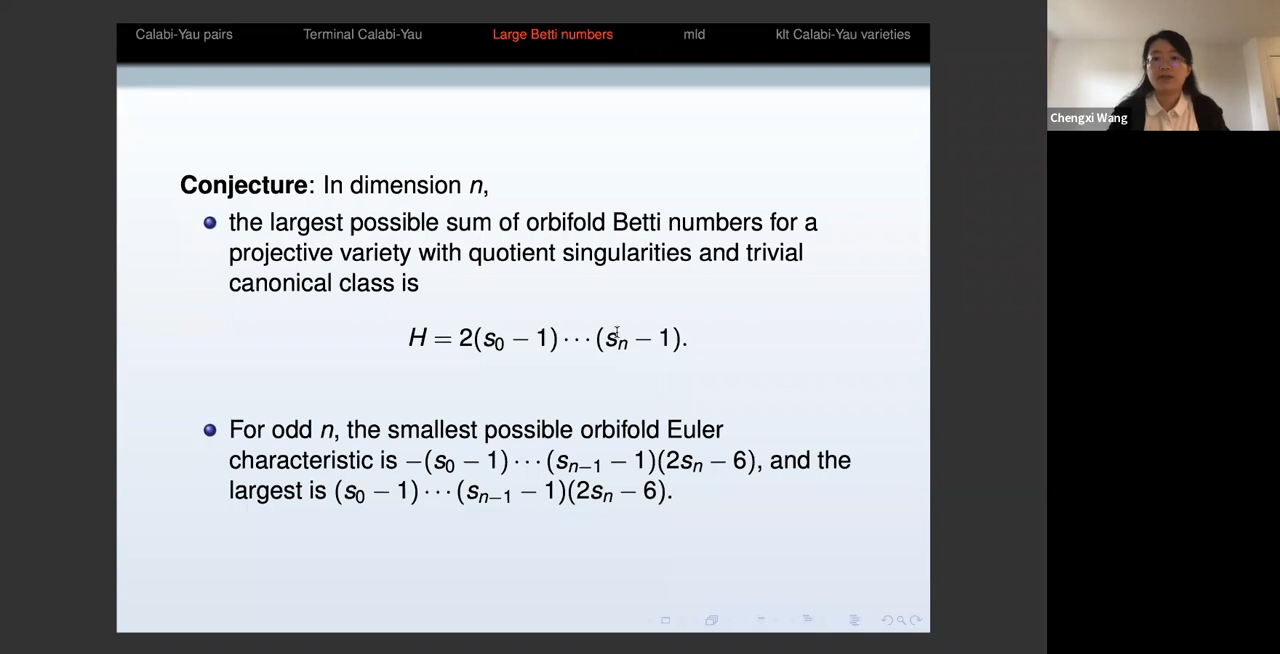 Calabi-Yau pairs Terminal Calabi-Yau Large Betti numbers mld klt Calabi-Yau varieties
Chengxi Wang
Conjecture: In dimension n,
the largest possible sum of orbifold Betti numbers for a
projective variety with quotient singularities and trivial
canonical class is
H = 2(s₀ − 1) ⋯ (sₙ − 1).
For odd n, the smallest possible orbifold Euler
characteristic is −(s₀ − 1) ⋯ (sₙ₋₁ − 1)(2sₙ − 6), and the
largest is (s₀ − 1) ⋯ (sₙ₋₁ − 1)(2sₙ − 6).